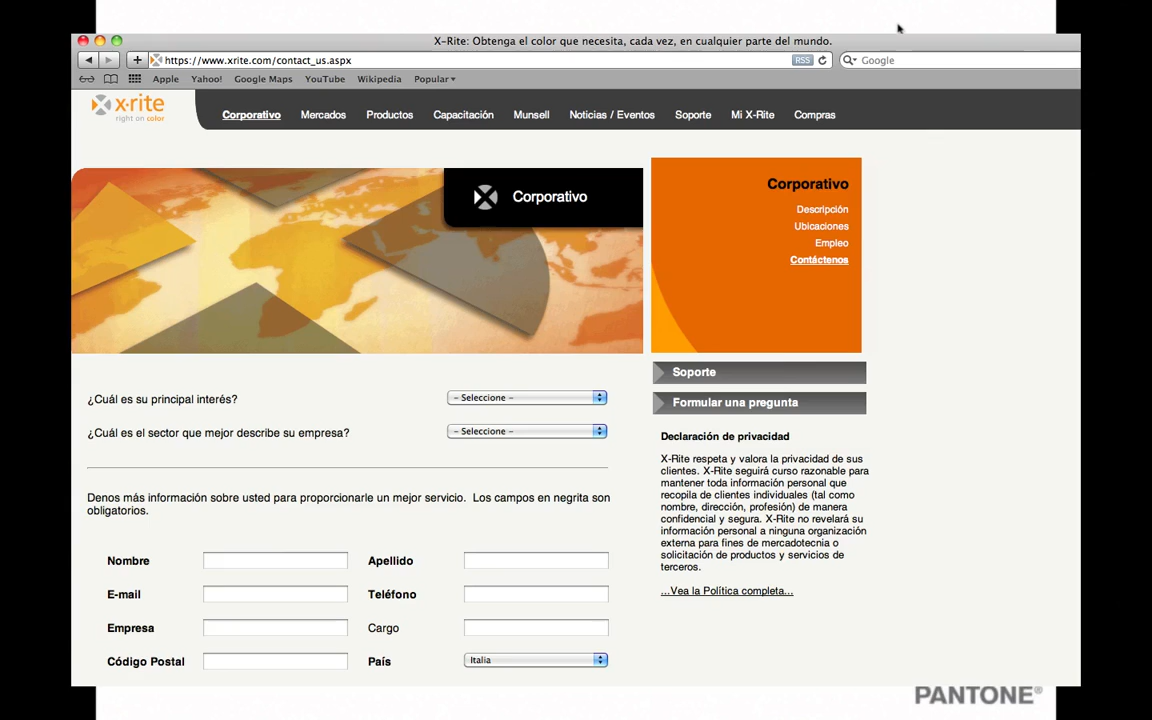 X-Rite: Obtenga el color que necesita, cada vez, en cualquier parte del mundo.
https://www.xrite.com/contact_us.aspx
RSS
Google
Apple
Yahoo!
Google Maps
YouTube
Wikipedia
Popular
x·rite
right on color
Corporativo
Mercados
Productos
Capacitación
Munsell
Noticias / Eventos
Soporte
Mi X-Rite
Compras
Corporativo
Corporativo
Descripción
Ubicaciones
Empleo
Contáctenos
¿Cuál es su principal interés?
- Seleccione -
¿Cuál es el sector que mejor describe su empresa?
- Seleccione -
Denos más información sobre usted para proporcionarle un mejor servicio. Los campos en negrita son
obligatorios.
Nombre
Apellido
E-mail
Teléfono
Empresa
Cargo
Código Postal
País
Italia
Soporte
Formular una pregunta
Declaración de privacidad
X-Rite respeta y valora la privacidad de sus
clientes. X-Rite seguirá curso razonable para
mantener toda información personal que
recopila de clientes individuales (tal como
nombre, dirección, profesión) de manera
confidencial y segura. X-Rite no revelará su
información personal a ninguna organización
externa para fines de mercadotecnia o
solicitación de productos y servicios de
terceros.
...Vea la Política completa...
PANTONE®